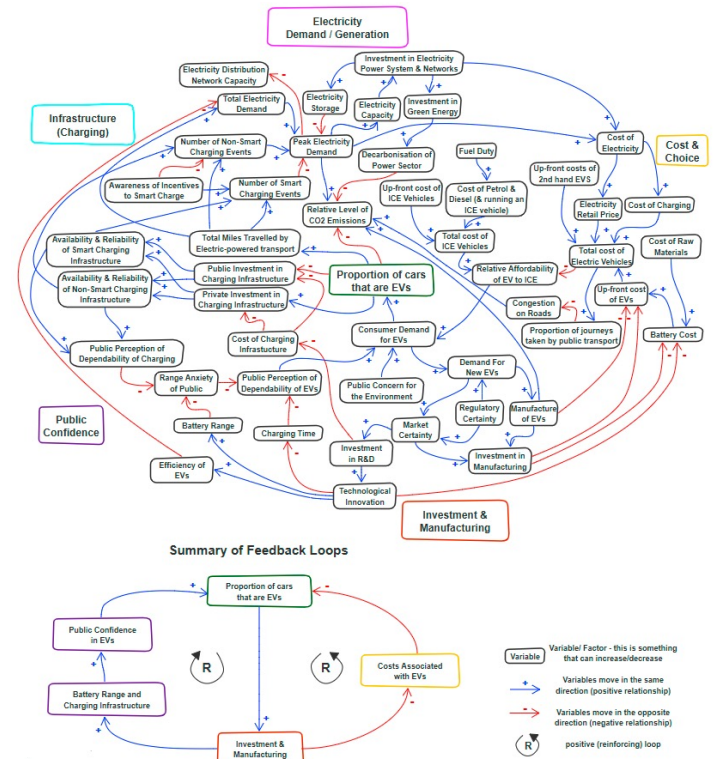 Electricity
Demand / Generation
Investment in Electricity
Power System & Networks
Electricity Distribution
Network Capacity
Total Electricity
Demand
Electricity
Storage
Electricity
Capacity
Investment in
Green Energy
Infrastructure
(Charging)
Number of Non-Smart
Charging Events
Peak Electricity
Demand
Cost of
Electricity
Cost &
Choice
Decarbonisation of
Power Sector
Fuel Duty
Up-front costs of
2nd hand EVS
Awareness of Incentives
to Smart Charge
Number of Smart
Charging Events
Up-front cost of
ICE Vehicles
Cost of Petrol &
Diesel (& running an
ICE vehicle)
Electricity
Retail Price
Cost of Charging
Relative Level of
CO2 Emissions
Availability & Reliability
of Smart Charging
Infrastructure
Total Miles Travelled by
Electric-powered transport
Total cost of
ICE Vehicles
Total cost of
Electric Vehicles
Cost of Raw
Materials
Availability & Reliability
of Non-Smart Charging
Infrastructure
Public Investment in
Charging Infrastructure
Proportion of cars
that are EVs
Relative Affordability
of EV to ICE
Private Investment in
Charging Infrastructure
Up-front cost
of EVs
Congestion
on Roads
Cost of Charging
Infrastucture
Consumer Demand
for EVs
Proportion of journeys
taken by public transport
Battery Cost
Public Perception of
Dependability of Charging
Range Anxiety
of Public
Public Perception of
Dependability of EVs
Public Concern for
the Environment
Demand For
New EVs
Public
Confidence
Battery Range
Charging Time
Market
Certainty
Regulatory
Certainty
Manufacture
of EVs
Investment
in R&D
Investment in
Manufacturing
Efficiency of
EVs
Technological
Innovation
Investment &
Manufacturing
Summary of Feedback Loops
Proportion of cars
that are EVs
Public Confidence
in EVs
R
R
Costs Associated
with EVs
Battery Range and
Charging Infrastructure
Investment &
Manufacturing
Variable
Variable/ Factor - this is something
that can increase/decrease
+
Variables move in the same
direction (positive relationship)
-
Variables move in the opposite
direction (negative relationship)
R
positive (reinforcing) loop